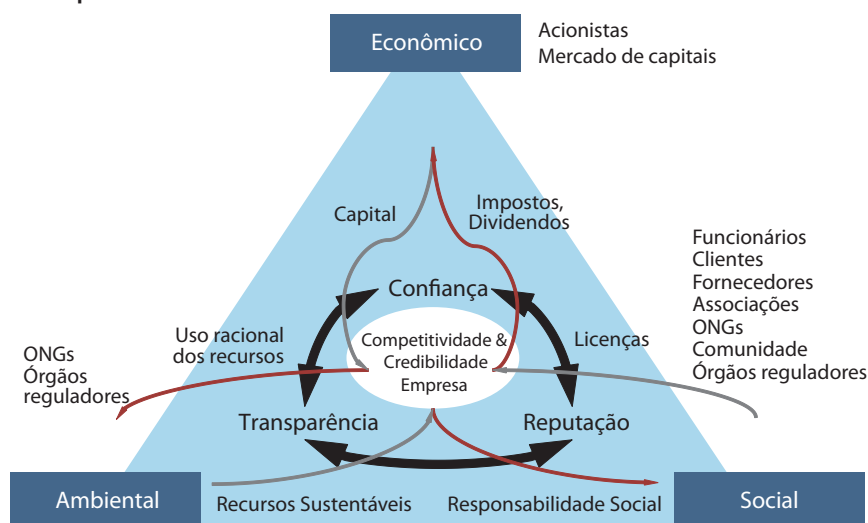 Econômico
Acionistas
Mercado de capitais
Capital
Impostos,
Dividendos
Confiança
Competitividade &
Credibilidade
Empresa
Uso racional
dos recursos
Licenças
ONGs
Órgãos
reguladores
Funcionários
Clientes
Fornecedores
Associações
ONGs
Comunidade
Órgãos reguladores
Transparência
Reputação
Ambiental
Recursos Sustentáveis
Responsabilidade Social
Social